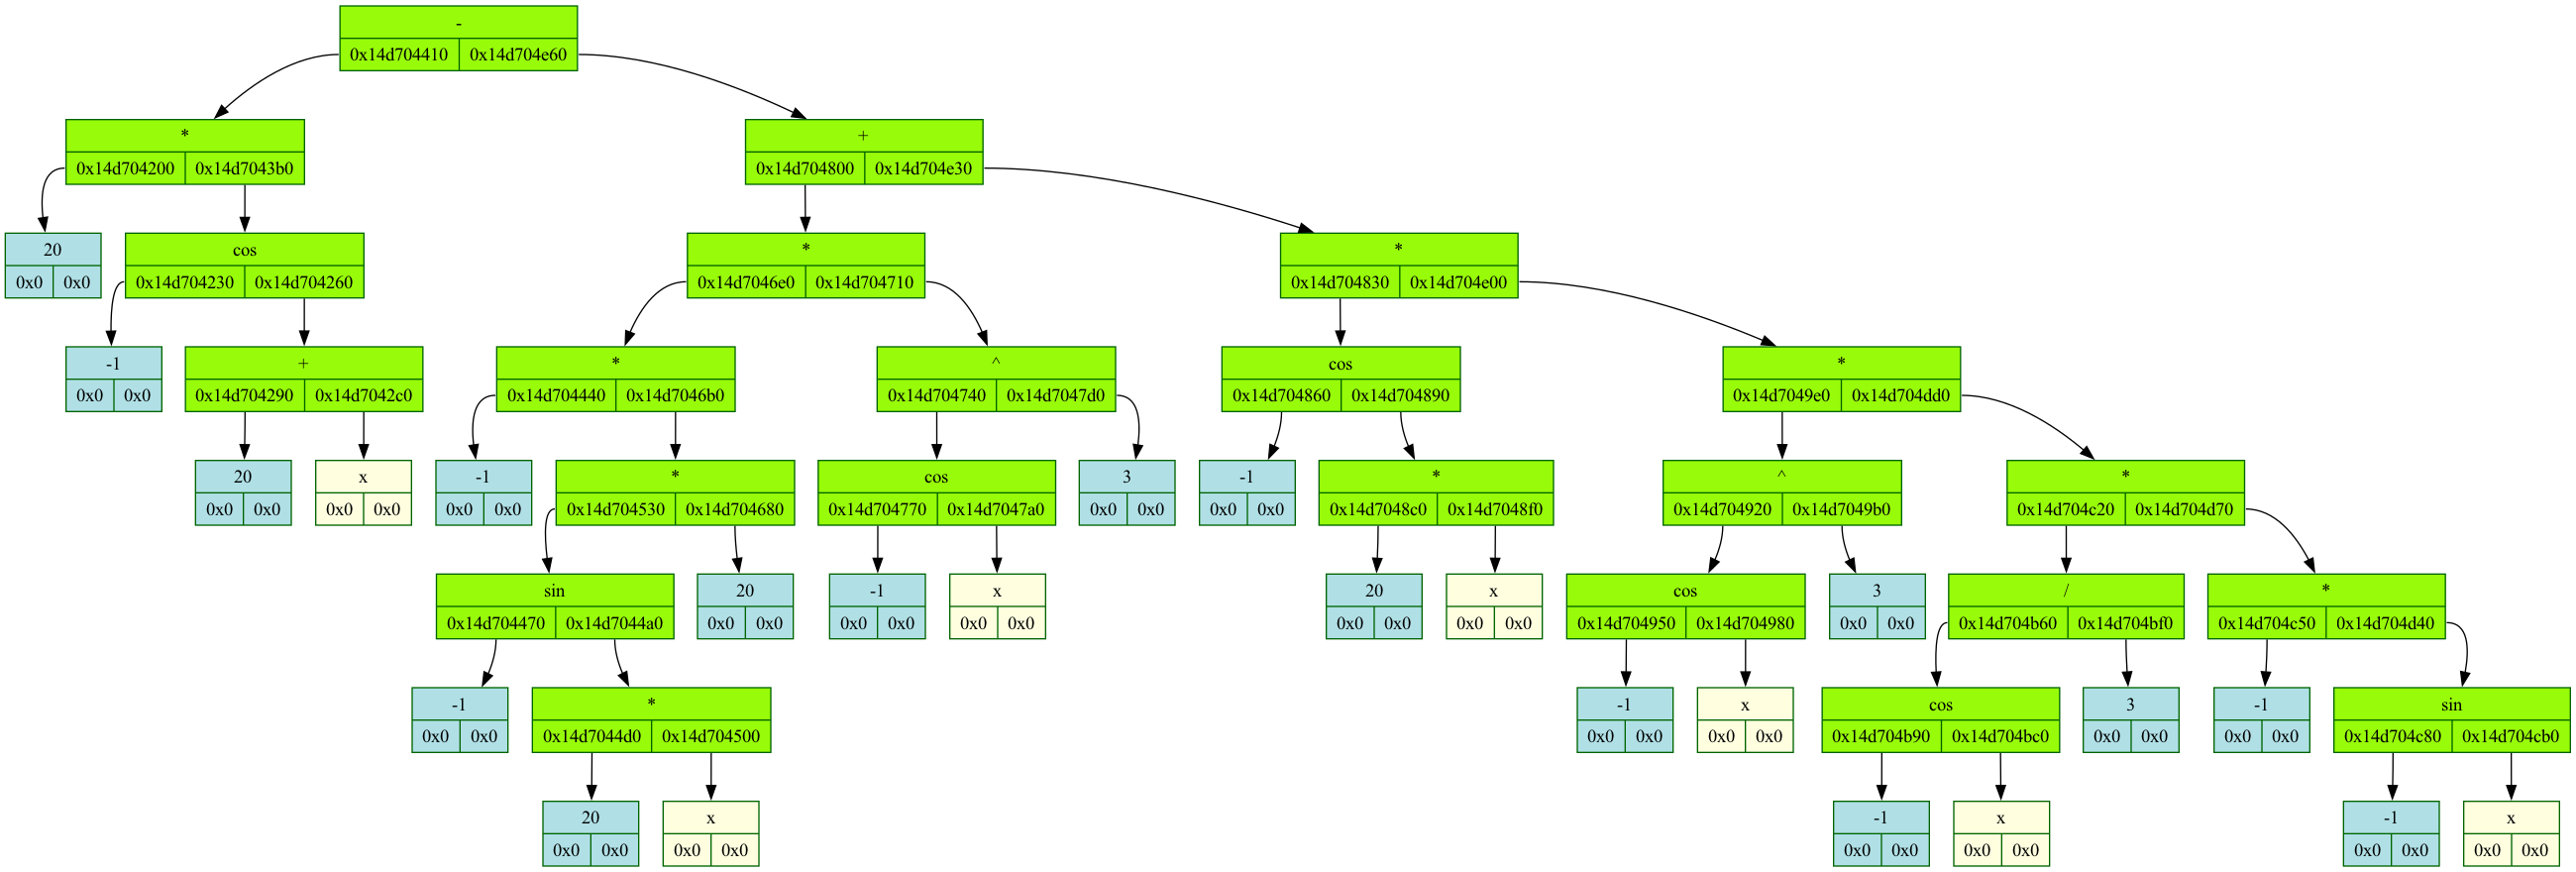 -
0x14d704410 0x14d704e60
*
0x14d704200 0x14d7043b0
+
0x14d704800 0x14d704e30
20
0x0 0x0
cos
0x14d704230 0x14d704260
*
0x14d7046e0 0x14d704710
*
0x14d704830 0x14d704e00
-1
0x0 0x0
+
0x14d704290 0x14d7042c0
*
0x14d704440 0x14d7046b0
^
0x14d704740 0x14d7047d0
cos
0x14d704860 0x14d704890
*
0x14d7049e0 0x14d704dd0
20
0x0 0x0
x
0x0 0x0
-1
0x0 0x0
*
0x14d704530 0x14d704680
cos
0x14d704770 0x14d7047a0
3
0x0 0x0
-1
0x0 0x0
*
0x14d7048c0 0x14d7048f0
^
0x14d704920 0x14d7049b0
*
0x14d704c20 0x14d704d70
sin
0x14d704470 0x14d7044a0
20
0x0 0x0
-1
0x0 0x0
x
0x0 0x0
20
0x0 0x0
x
0x0 0x0
cos
0x14d704950 0x14d704980
3
0x0 0x0
/
0x14d704b60 0x14d704bf0
*
0x14d704c50 0x14d704d40
-1
0x0 0x0
*
0x14d7044d0 0x14d704500
-1
0x0 0x0
x
0x0 0x0
cos
0x14d704b90 0x14d704bc0
3
0x0 0x0
-1
0x0 0x0
sin
0x14d704c80 0x14d704cb0
20
0x0 0x0
x
0x0 0x0
-1
0x0 0x0
x
0x0 0x0
-1
0x0 0x0
x
0x0 0x0